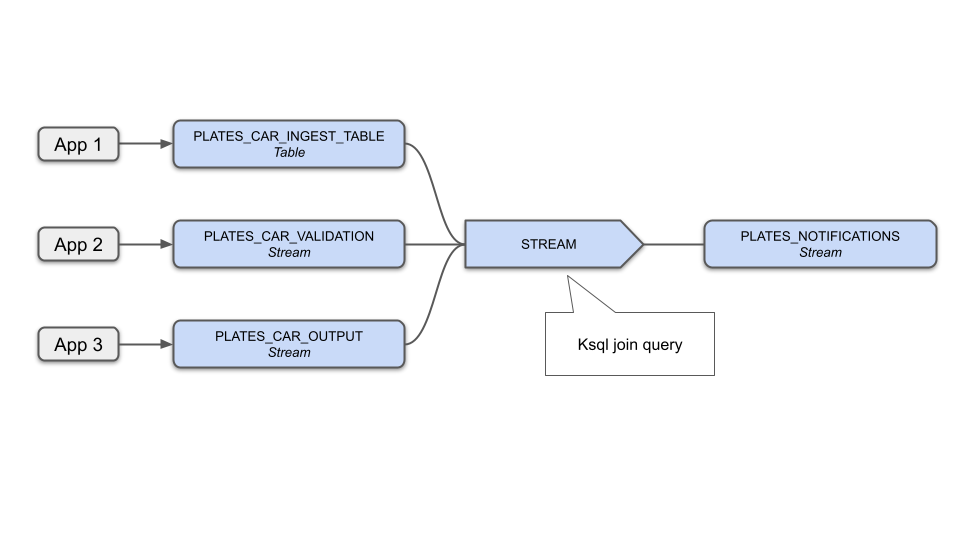 App 1
PLATES_CAR_INGEST_TABLE
Table
App 2
PLATES_CAR_VALIDATION
Stream
STREAM
PLATES_NOTIFICATIONS
Stream
App 3
PLATES_CAR_OUTPUT
Stream
Ksql join query